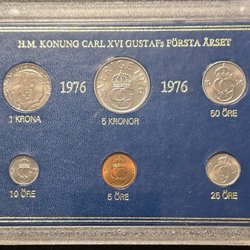 H.M. KONUNG CARL XVI GUSTAFs FÖRSTA ÅRSET
1976 1976
1 KRONA 5 KRONOR 50 ÖRE
10 ÖRE 5 ÖRE 25 ÖRE